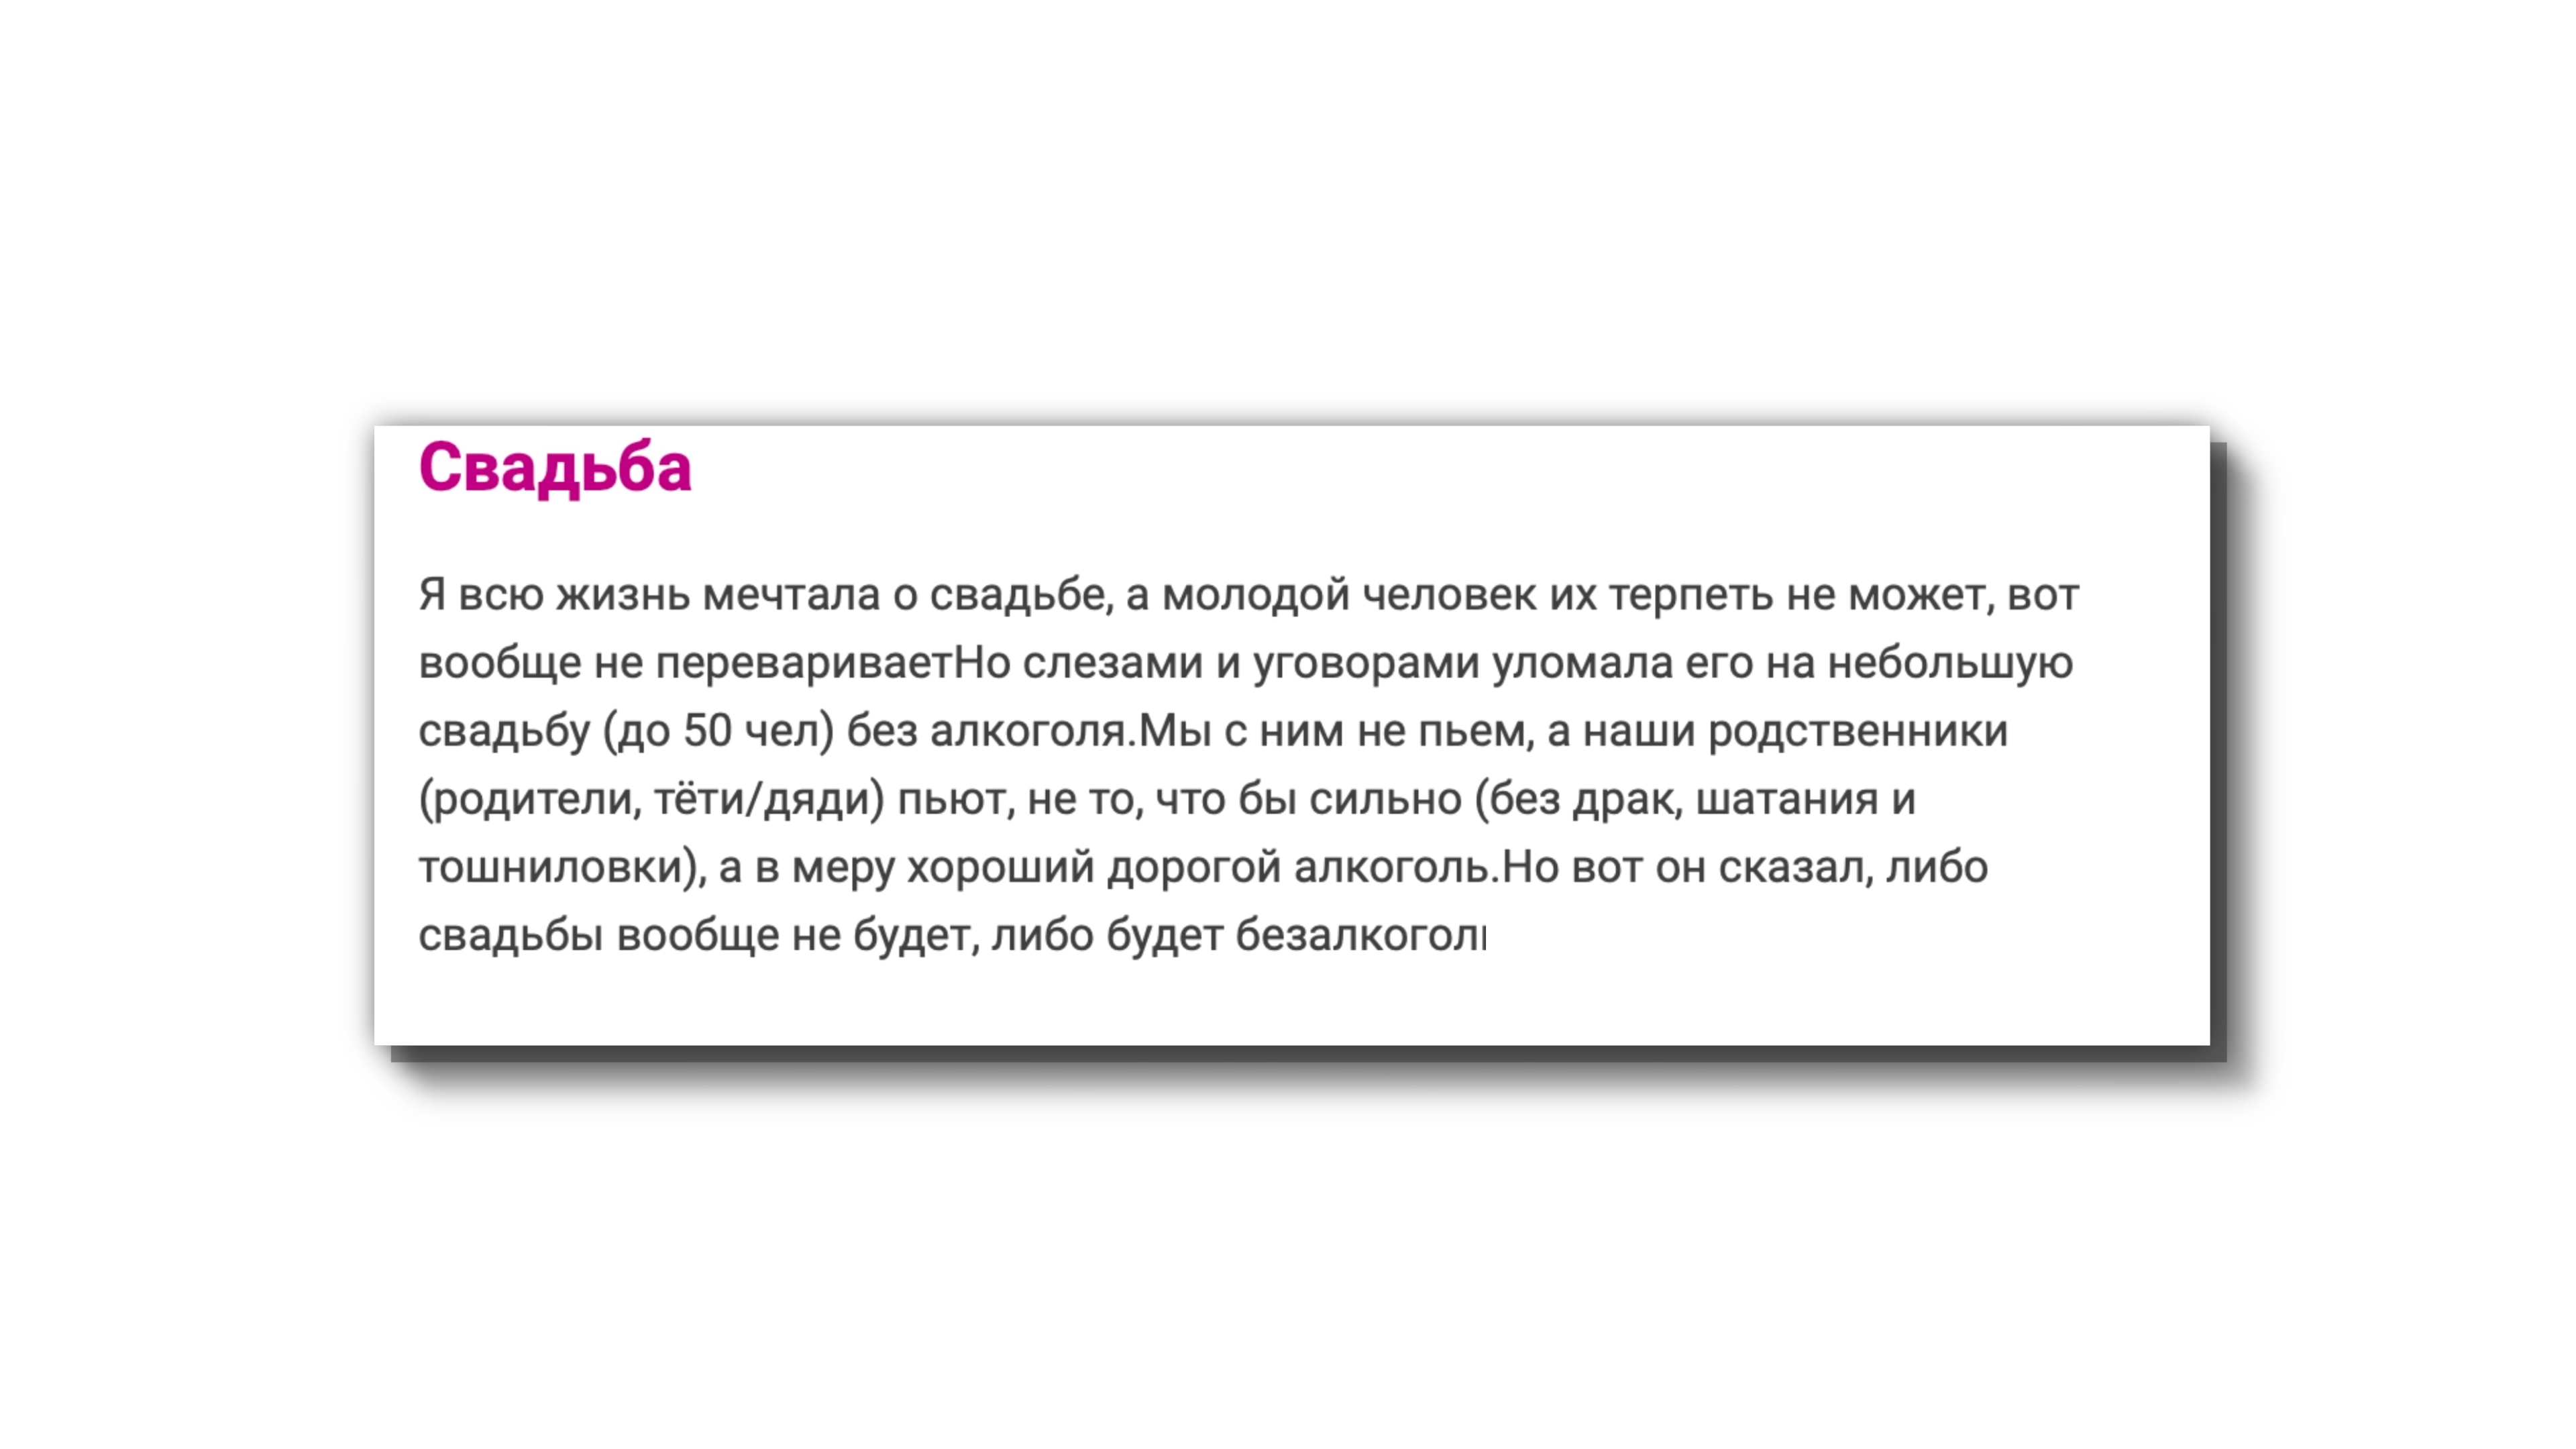 Свадьба
Я всю жизнь мечтала о свадьбе, а молодой человек их терпеть не может, вот
вообще не перевариваетНо слезами и уговорами уломала его на небольшую
свадьбу (до 50 чел) без алкоголя.Мы с ним не пьем, а наши родственники
(родители, тёти/дяди) пьют, не то, что бы сильно (без драк, шатания и
тошниловки), а в меру хороший дорогой алкоголь.Но вот он сказал, либо
свадьбы вообще не будет, либо будет